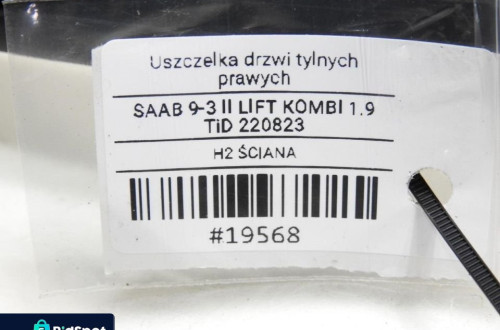 Uszczelka drzwi tylnych
prawych
SAAB 9-3 II LIFT KOMBI 1.9
TiD 220823
H2 ŚCIANA
#19568